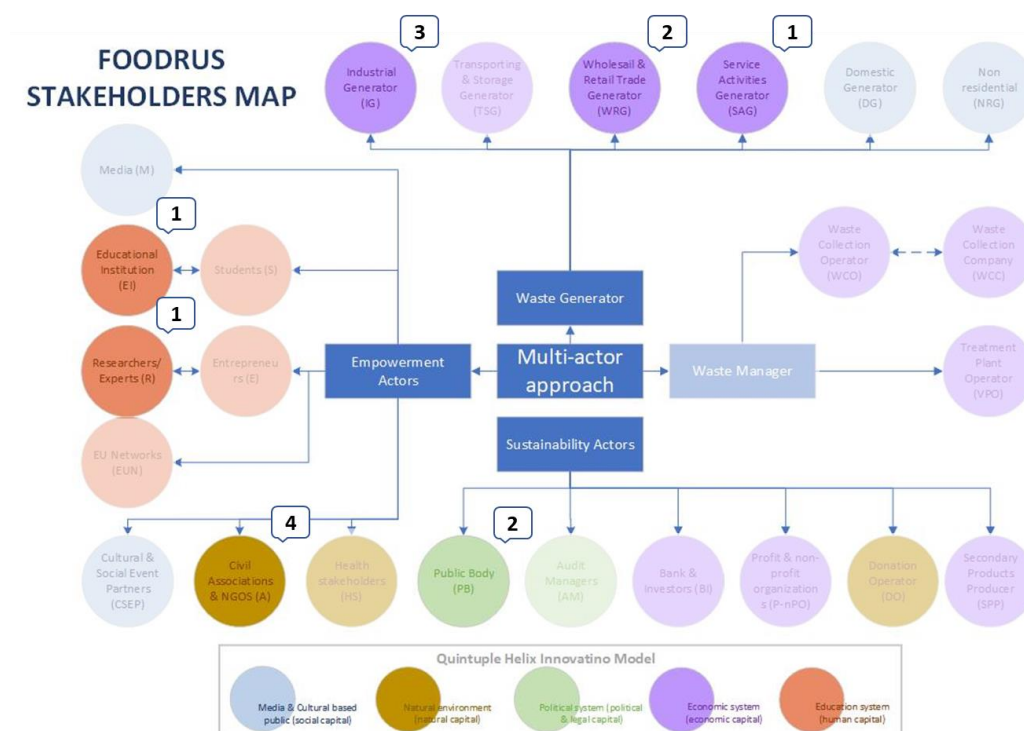 FOODRUS
STAKEHOLDERS MAP
3
2
1
Industrial
Generator
(IG)
Transporting
& Storage
Generator
(TSG)
Wholesail &
Retail Trade
Generator
(WRG)
Service
Activities
Generator
(SAG)
Domestic
Generator
(DG)
Non
residential
(NRG)
Media (M)
1
Educational
Institution
(EI)
Students (S)
Waste
Collection
Operator
(WCO)
Waste
Collection
Company
(WCC)
Waste Generator
1
Researchers/
Experts (R)
Entrepreneu
rs (E)
Empowerment
Actors
Multi-actor
approach
Waste Manager
Treatment
Plant
Operator
(VPO)
EU Networks
(EUN)
Sustainability Actors
4
2
Cultural &
Social Event
Partners
(CSEP)
Civil
Associations
& NGOS (A)
Health
stakeholders
(HS)
Public Body
(PB)
Audit
Managers
(AM)
Bank &
investors (BI)
Profit & non-
profit
organization
s (P-nPO)
Donation
Operator
(DO)
Secondary
Products
Producer
(SPP)
Quintuple Helix Innovatino Model
Media & Cultural based
public (social capital)
Natural environment
(natural capital)
Political system (political
& legal capital)
Economic system
(economic capital)
Education system
(human capital)